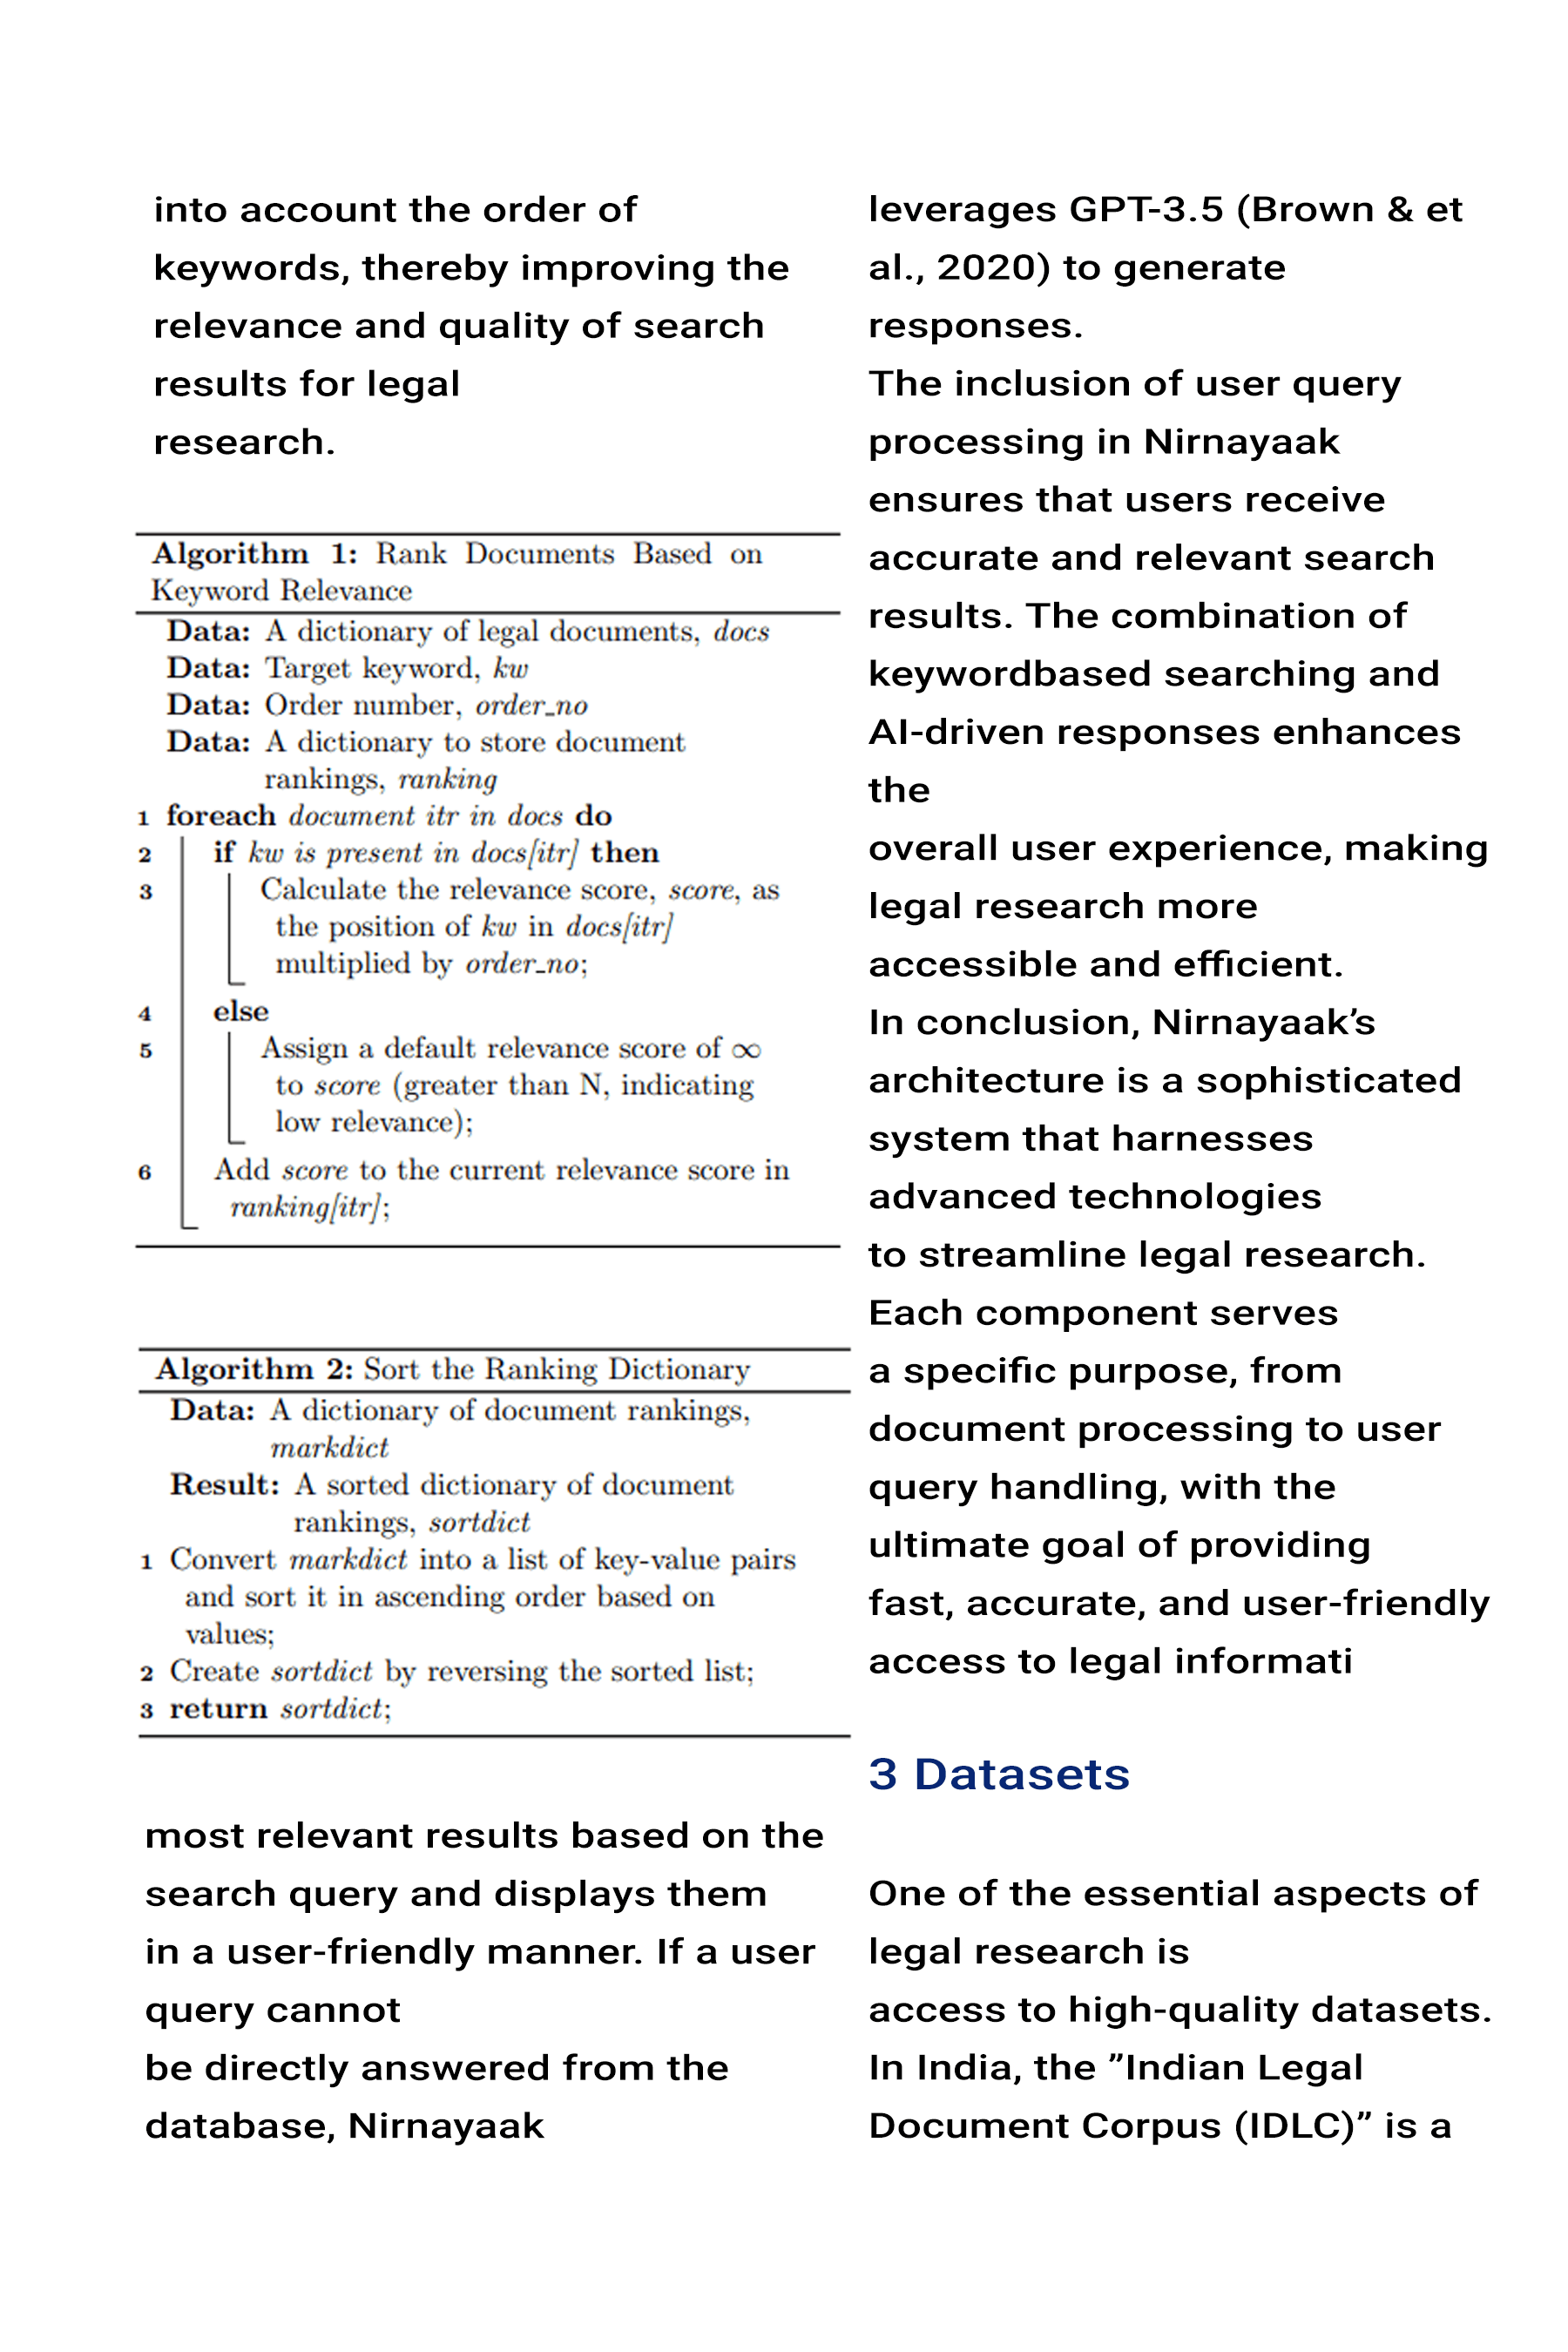 into account the order of
keywords, thereby improving the
relevance and quality of search
results for legal
research.
Algorithm 1: Rank Documents Based on
Keyword Relevance
Data: A dictionary of legal documents, docs
Data: Target keyword, kw
Data: Order number, order_no
Data: A dictionary to store document
rankings, ranking
1 foreach document itr in docs do
2 if kw is present in docs[itr] then
3 Calculate the relevance score, score, as
the position of kw in docs[itr]
multiplied by order_no;
4 else
5 Assign a default relevance score of ∞
to score (greater than N, indicating
low relevance);
6 Add score to the current relevance score in
ranking[itr];
Algorithm 2: Sort the Ranking Dictionary
Data: A dictionary of document rankings,
markdict
Result: A sorted dictionary of document
rankings, sortdict
1 Convert markdict into a list of key-value pairs
and sort it in ascending order based on
values;
2 Create sortdict by reversing the sorted list;
3 return sortdict;
most relevant results based on the
search query and displays them
in a user-friendly manner. If a user
query cannot
be directly answered from the
database, Nirnayaak
leverages GPT-3.5 (Brown & et
al., 2020) to generate
responses.
The inclusion of user query
processing in Nirnayaak
ensures that users receive
accurate and relevant search
results. The combination of
keywordbased searching and
AI-driven responses enhances
the
overall user experience, making
legal research more
accessible and efficient.
In conclusion, Nirnayaak’s
architecture is a sophisticated
system that harnesses
advanced technologies
to streamline legal research.
Each component serves
a specific purpose, from
document processing to user
query handling, with the
ultimate goal of providing
fast, accurate, and user-friendly
access to legal informati
3 Datasets
One of the essential aspects of
legal research is
access to high-quality datasets.
In India, the ”Indian Legal
Document Corpus (IDLC)” is a